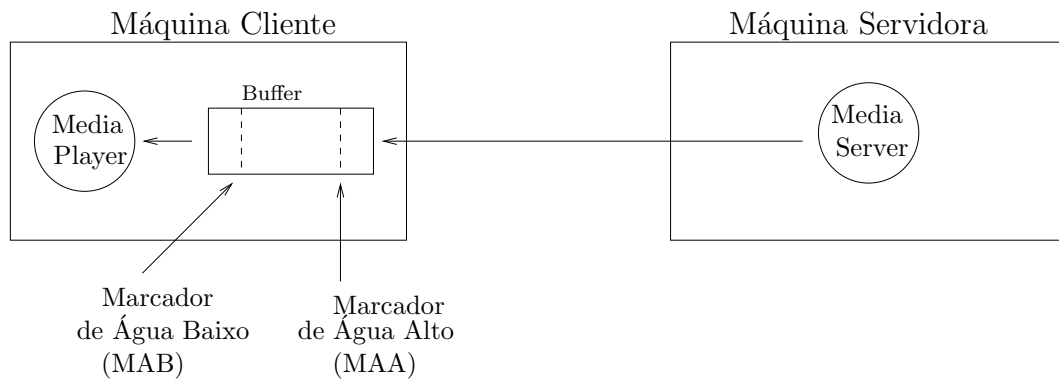 Máquina Cliente
Máquina Servidora
Buffer
Media
Player
Media
Server
Marcador
de Água Baixo
(MAB)
Marcador
de Água Alto
(MAA)